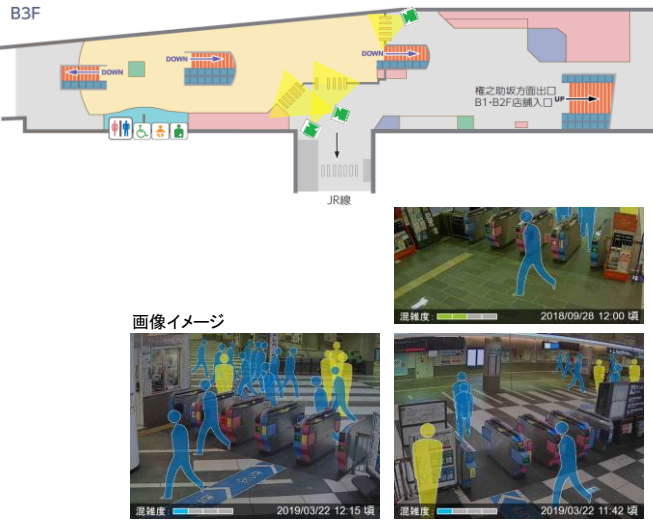 B3F
DOWN
DOWN
DOWN
権之助坂方面出口
B1・B2F店舗入口 UP
JR線
画像イメージ
混雑度:
2018/09/28 12:00 頃
混雑度:
2019/03/22 12:15 頃
混雑度:
2019/03/22 11:42 頃